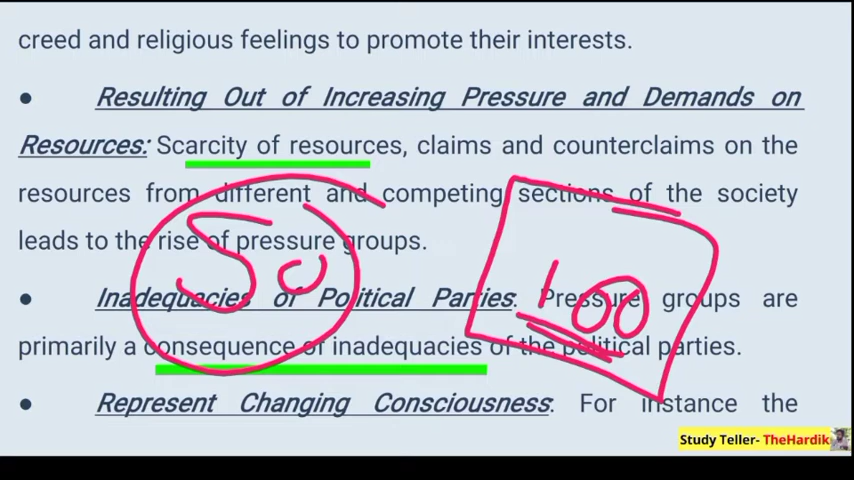 creed and religious feelings to promote their interests.
● Resulting Out of Increasing Pressure and Demands on
Resources: Scarcity of resources, claims and counterclaims on the
resources from different and competing sections of the society
leads to the rise of pressure groups.
50
100
● Inadequacies of Political Parties: Pressure groups are
primarily a consequence of inadequacies of the political parties.
● Represent Changing Consciousness: For instance the
Study Teller- TheHardik